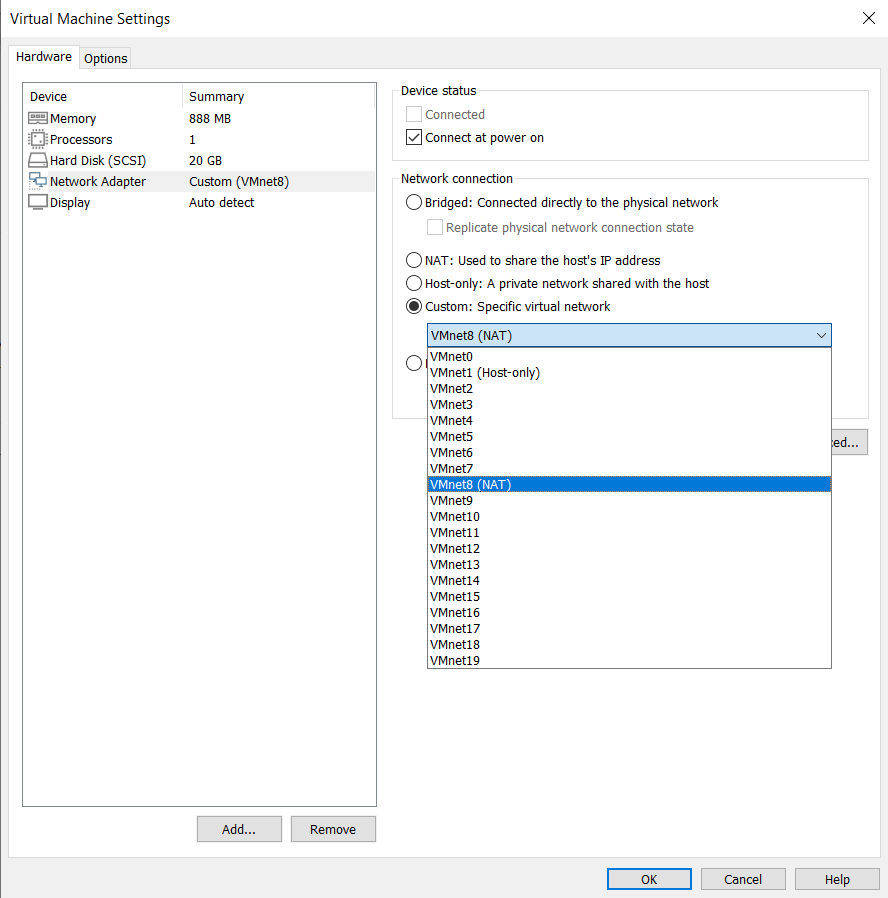 Virtual Machine Settings
Hardware
Options
Device Summary
Memory 888 MB
Processors 1
Hard Disk (SCSI) 20 GB
Network Adapter Custom (VMnet8)
Display Auto detect
Add...
Remove
Device status
Connected
Connect at power on
Network connection
Bridged: Connected directly to the physical network
Replicate physical network connection state
NAT: Used to share the host's IP address
Host-only: A private network shared with the host
Custom: Specific virtual network
VMnet8 (NAT)
VMnet0
VMnet1 (Host-only)
VMnet2
VMnet3
VMnet4
VMnet5
VMnet6
VMnet7
VMnet8 (NAT)
VMnet9
VMnet10
VMnet11
VMnet12
VMnet13
VMnet14
VMnet15
VMnet16
VMnet17
VMnet18
VMnet19
OK
Cancel
Help